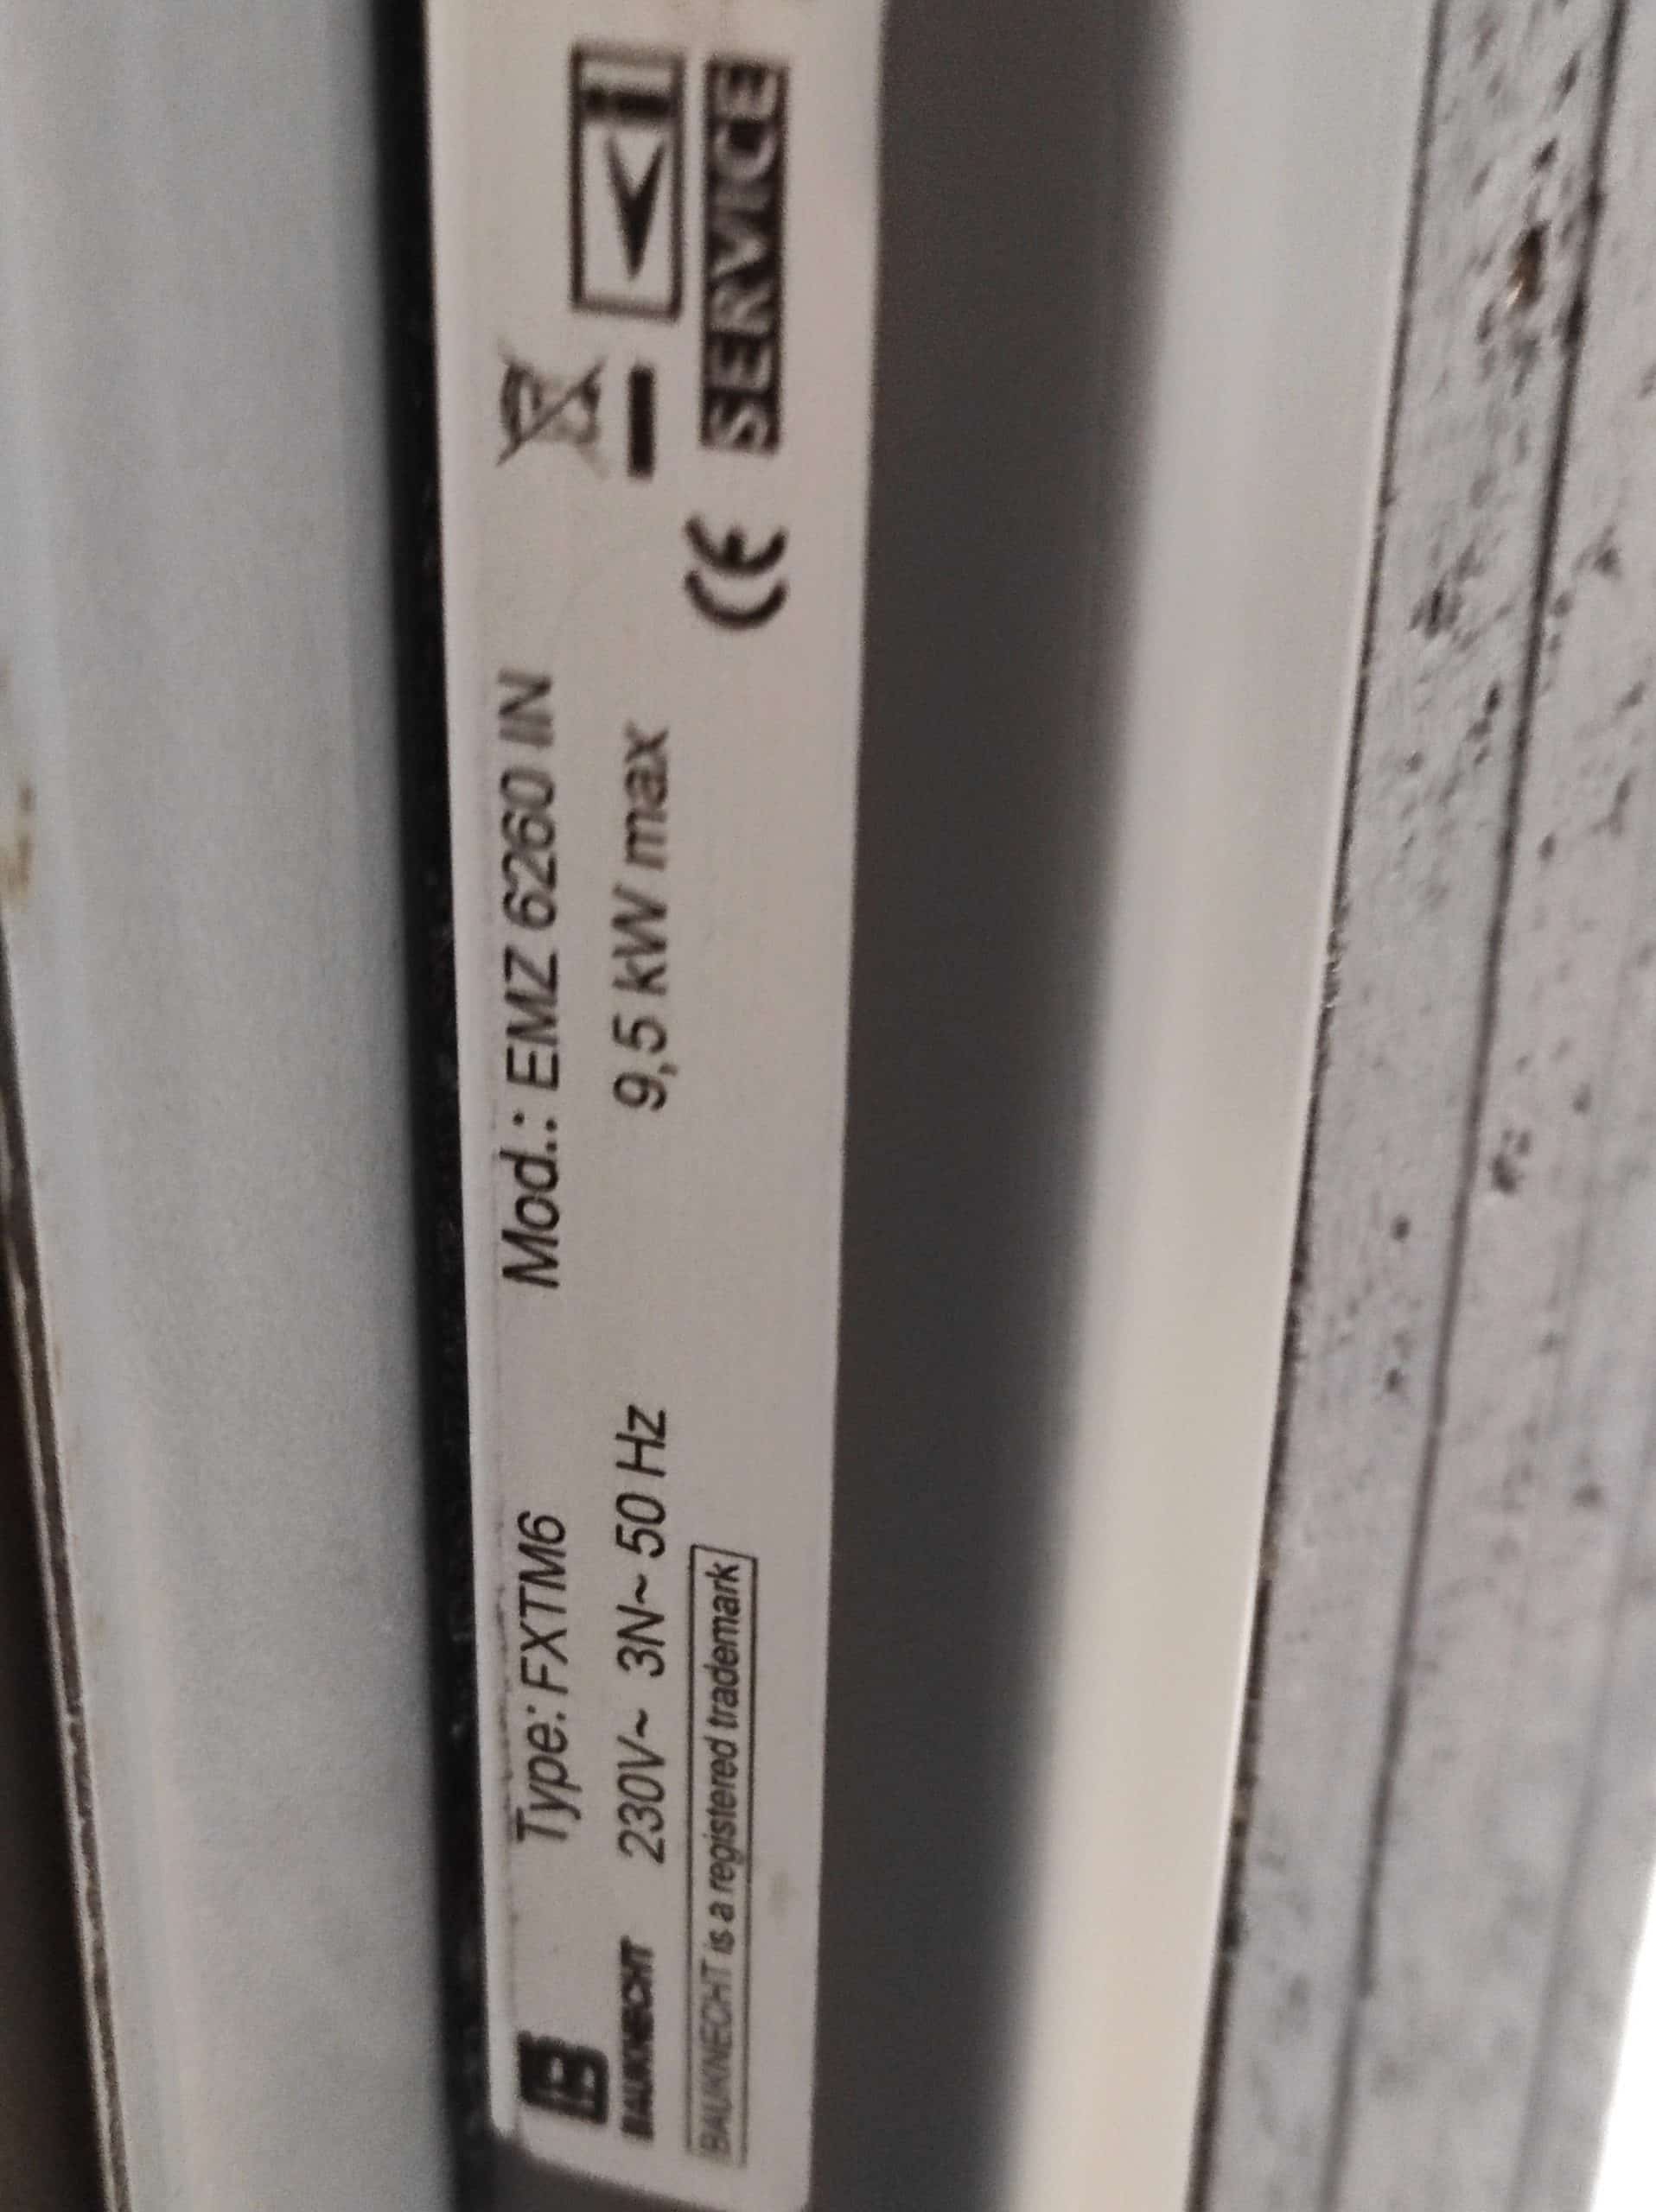 B
BAUKNECHT
Type: FXTM6 Mod.: EMZ 6260 IN
230V~ 3N~ 50 Hz 9,5 kW max
BAUKNECHT is a registered trademark
CE SERVICE